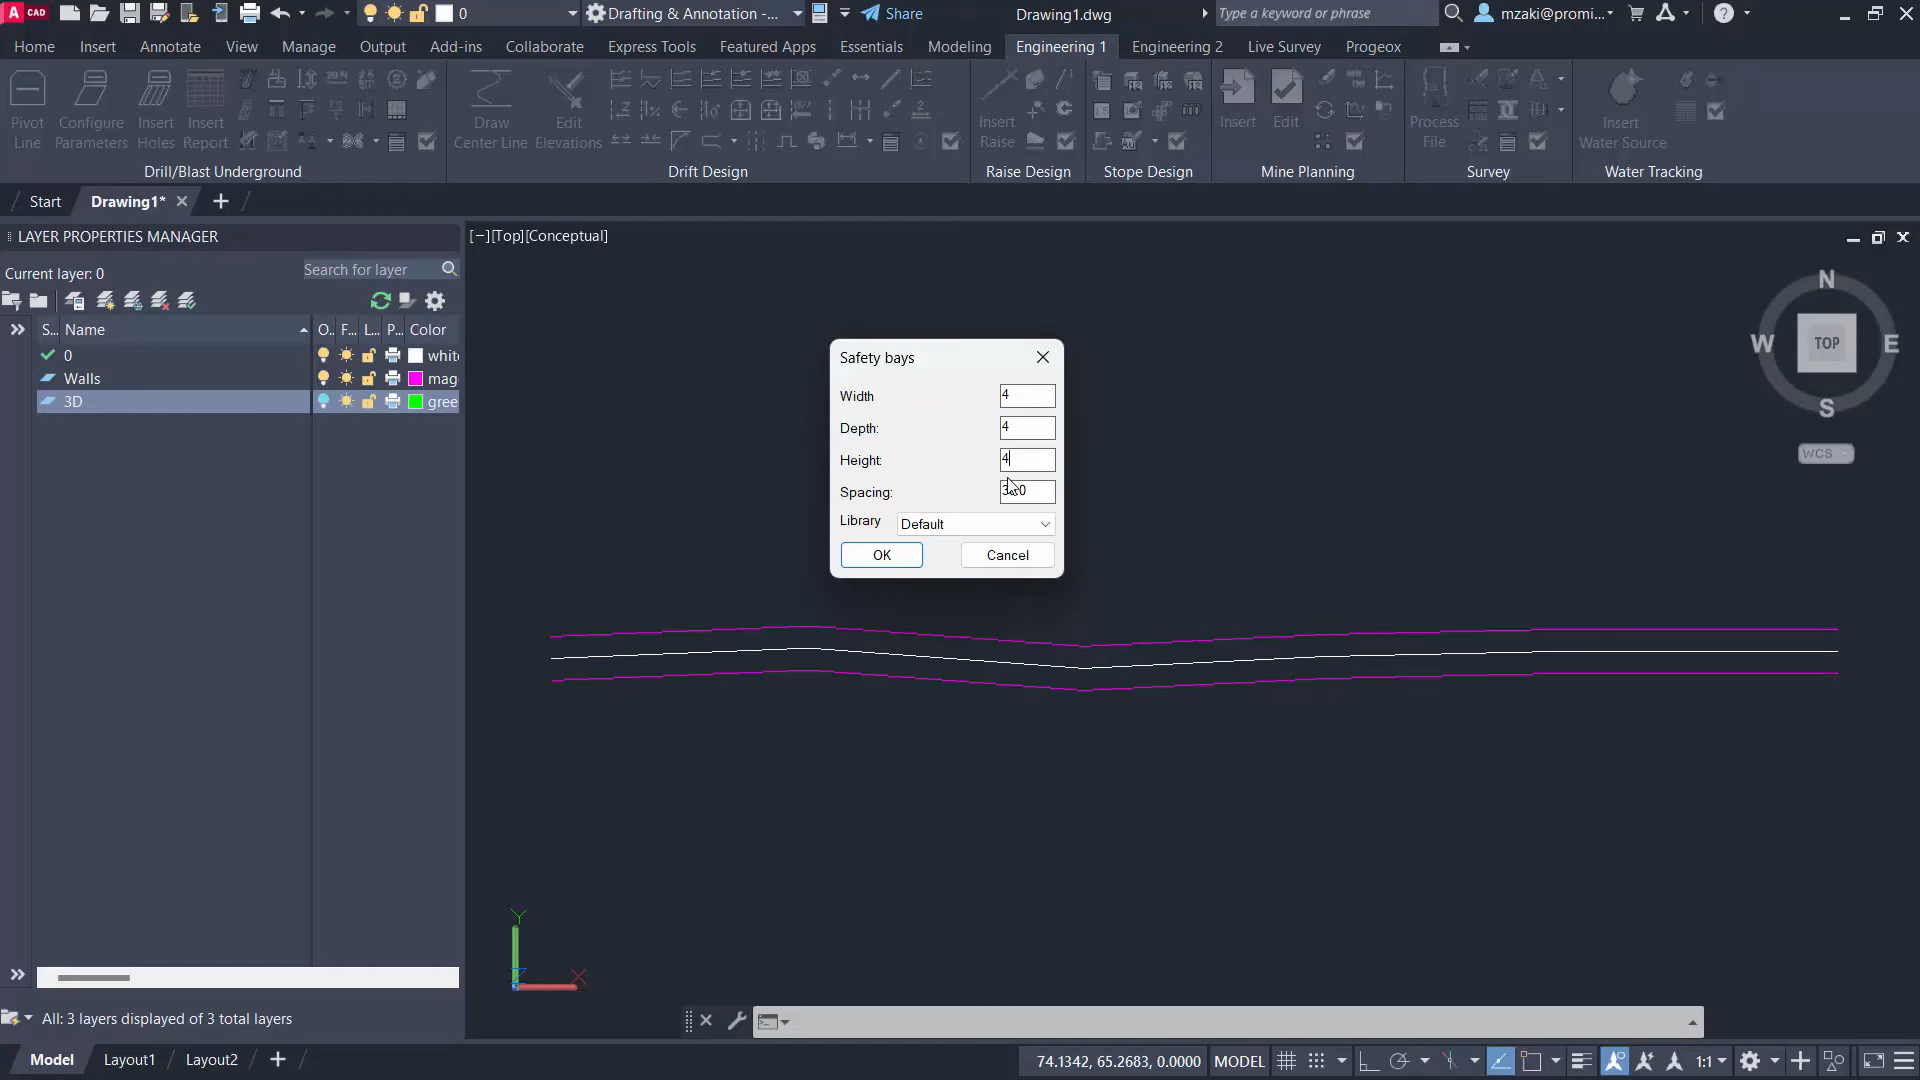 A CAD
0
Drafting & Annotation -...
Share
Drawing1.dwg
Type a keyword or phrase
mzaki@promi...
Home
Insert
Annotate
View
Manage
Output
Add-ins
Collaborate
Express Tools
Featured Apps
Essentials
Modeling
Engineering 1
Engineering 2
Live Survey
Progeox
Pivot
Line
Configure
Parameters
Insert
Holes
Insert
Report
Draw
Center Line
Edit
Elevations
Insert
Raise
Insert
Edit
Process
File
Insert
Water Source
Drill/Blast Underground
Drift Design
Raise Design
Stope Design
Mine Planning
Survey
Water Tracking
Start
Drawing1*
LAYER PROPERTIES MANAGER
[−][Top][Conceptual]
Current layer: 0
Search for layer
S... Name O. F... L... P... Color
0 white
Walls mag
3D gree
N
W TOP E
S
WCS
Safety bays
Width 4
Depth: 4
Height: 4
Spacing:
Library Default
OK Cancel
Y
X
All: 3 layers displayed of 3 total layers
Model
Layout1
Layout2
74.1342, 65.2683, 0.0000
MODEL
1:1